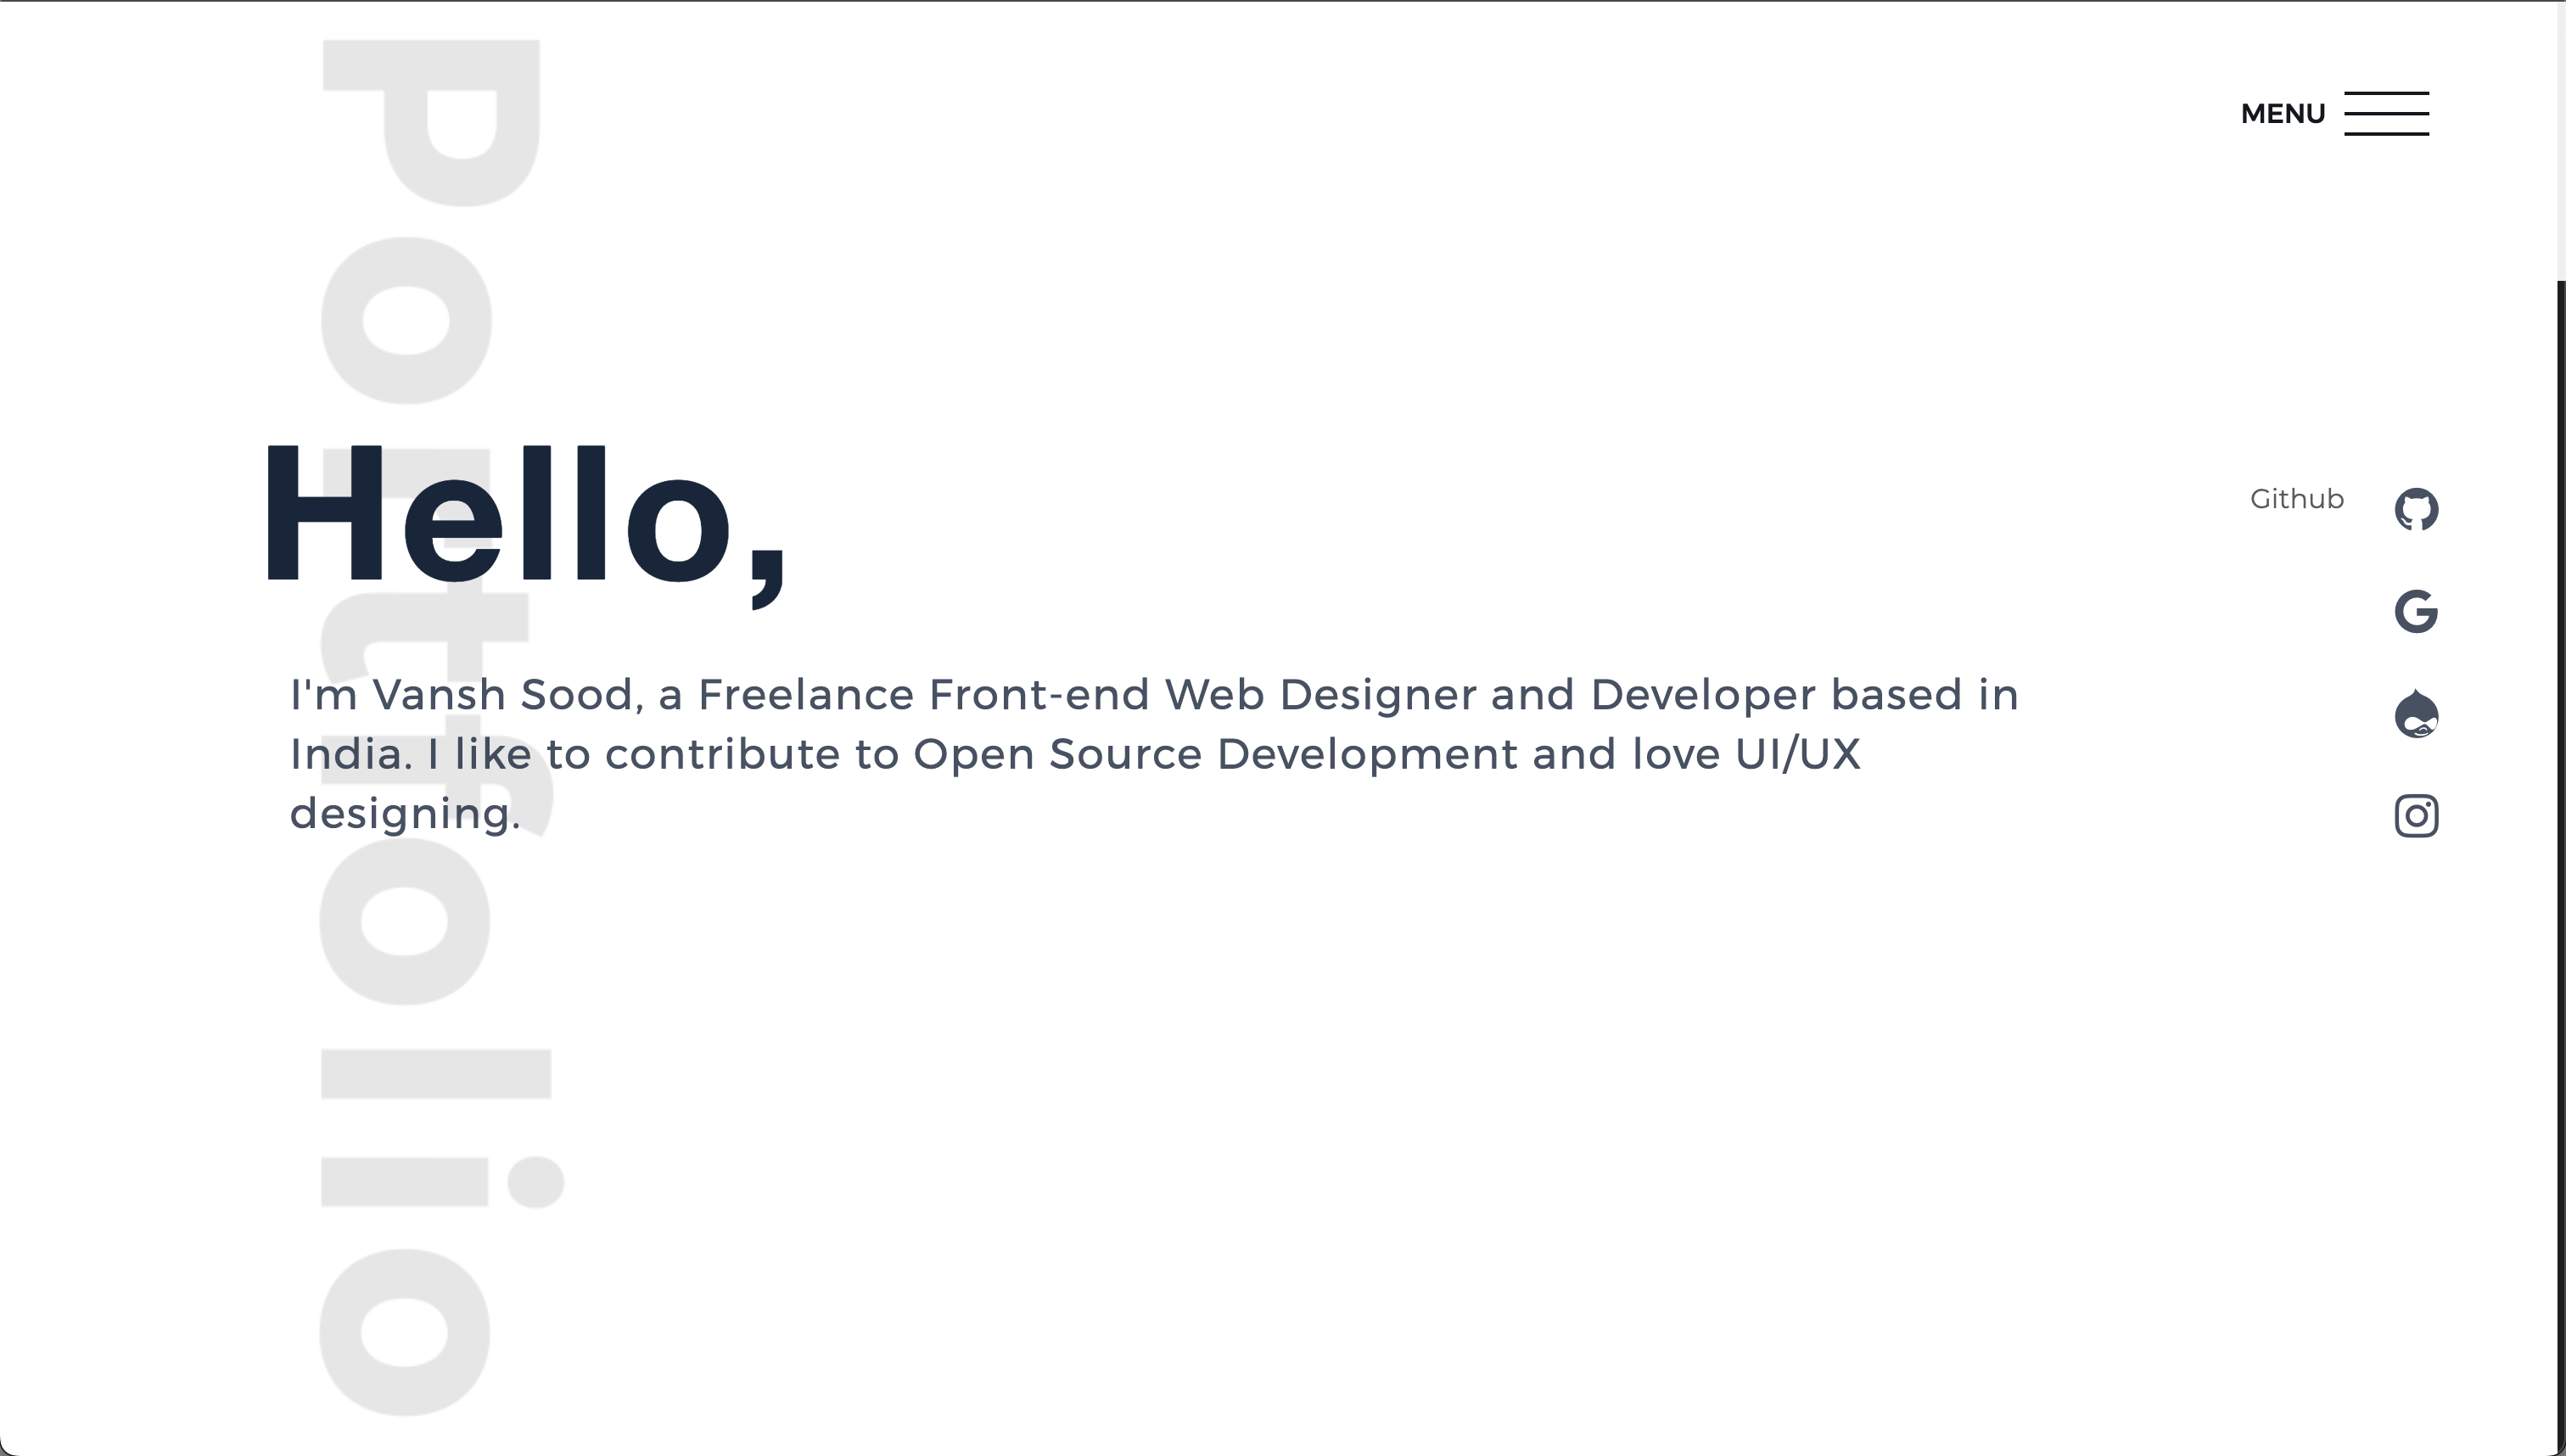 Portfolio
MENU
Hello,
Github
I'm Vansh Sood, a Freelance Front-end Web Designer and Developer based in
India. I like to contribute to Open Source Development and love UI/UX
designing.